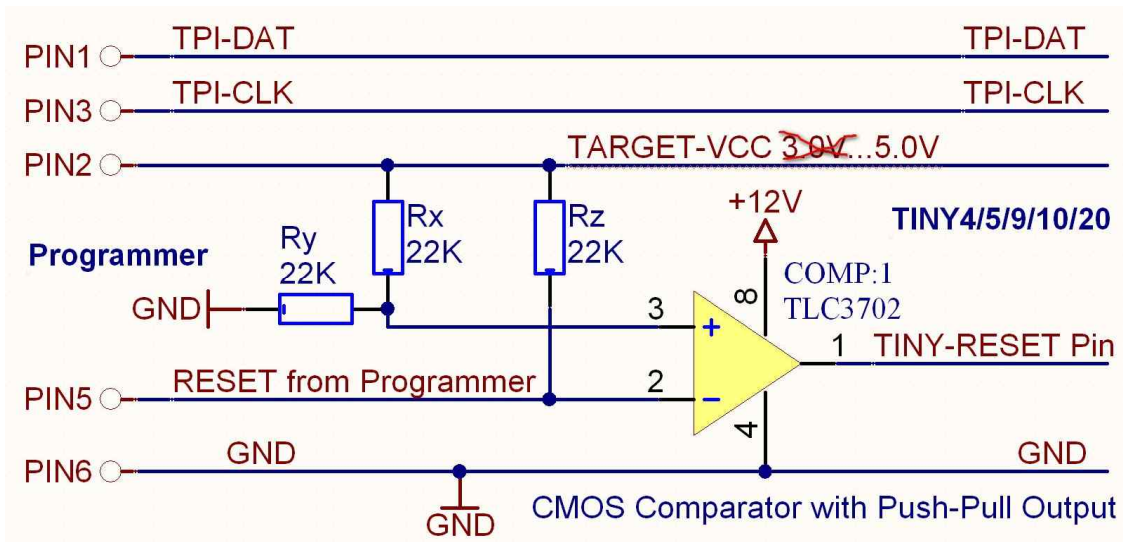 PIN1 TPI-DAT TPI-DAT
PIN3 TPI-CLK TPI-CLK
PIN2 TARGET-VCC 3.0V...5.0V
+12V
TINY4/5/9/10/20
Rx
22K
Rz
22K
Ry
22K
Programmer
GND
COMP:1
TLC3702
3
+
8
1 TINY-RESET Pin
PIN5 RESET from Programmer 2
-
4
PIN6 GND GND
GND
CMOS Comparator with Push-Pull Output